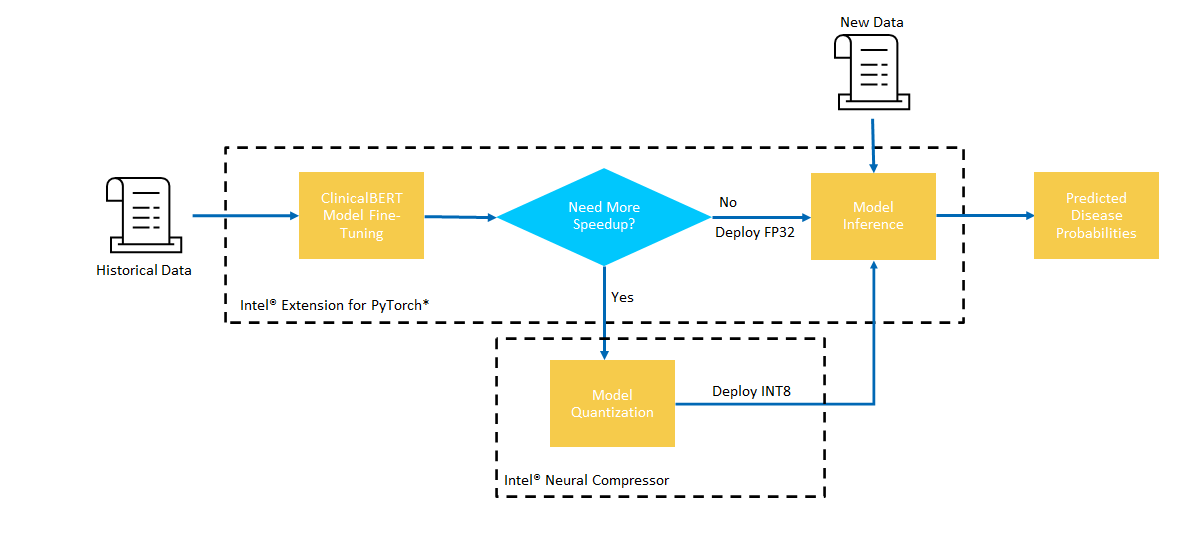 New Data
Historical Data
ClinicalBERT
Model Fine-
Tuning
Need More
Speedup?
No
Deploy FP32
Model
Inference
Predicted
Disease
Probabilities
Yes
Intel® Extension for PyTorch*
Model
Quantization
Deploy INT8
Intel® Neural Compressor